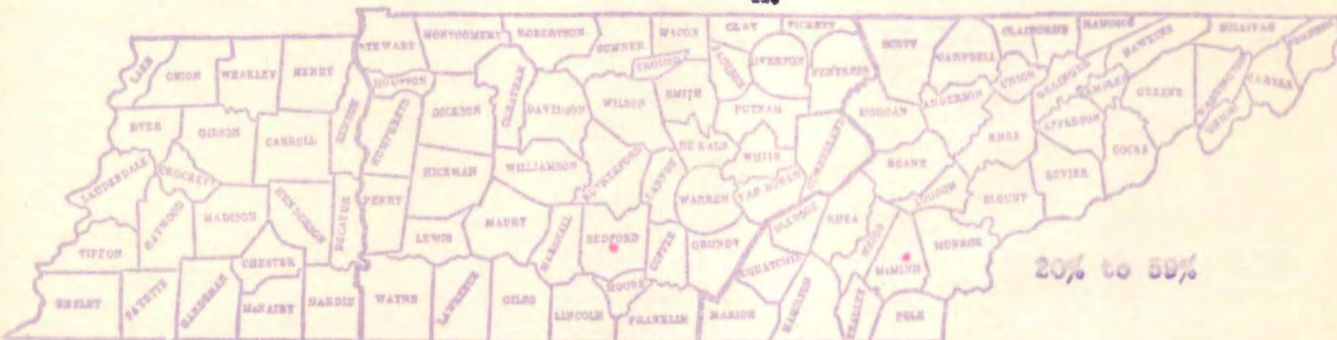 LAKE OBION WEAKLEY HENRY STEWART MONTGOMERY ROBERTSON SUMNER MACON CLAY PICKETT SCOTT CAMPBELL CLAIBORNE HANCOCK HAWKINS SULLIVAN JOHNSON
HOUSTON TROUSDALE JACKSON OVERTON FENTRESS UNION GRAINGER HAMBLEN GREENE WASHINGTON CARTER
DYER GIBSON CARROLL BENTON HUMPHREYS DICKSON CHEATHAM DAVIDSON WILSON SMITH PUTNAM MORGAN ANDERSON KNOX JEFFERSON COCKE UNICOI
LAUDERDALE CROCKETT HENDERSON DECATUR PERRY HICKMAN WILLIAMSON RUTHERFORD CANNON DE KALB WHITE CUMBERLAND ROANE LOUDON BLOUNT SEVIER
TIPTON HAYWOOD MADISON CHESTER LEWIS MAURY MARSHALL BEDFORD COFFEE WARREN VAN BUREN GRUNDY BLEDSOE RHEA MEIGS McMINN MONROE
SEQUATCHIE
20% to 59%
SHELBY FAYETTE HARDEMAN McNAIRY HARDIN WAYNE LAWRENCE GILES LINCOLN MOORE FRANKLIN MARION HAMILTON BRADLEY POLK